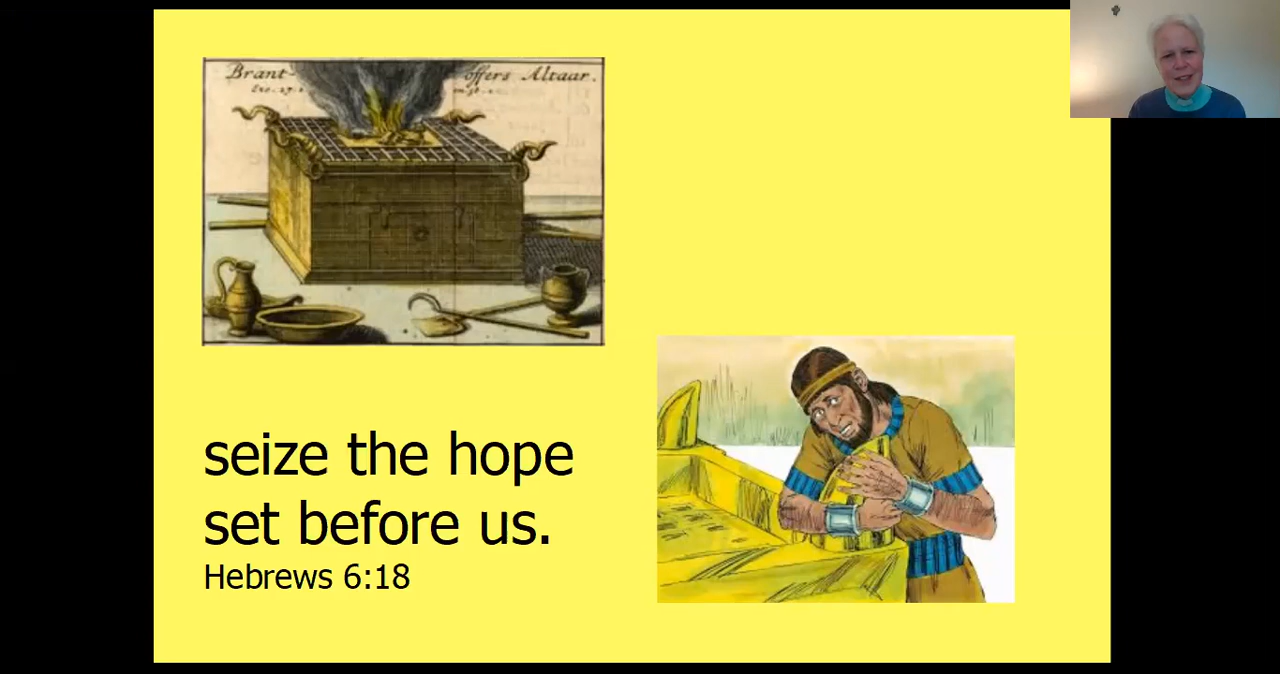 Brant- offers Altaar.
seize the hope
set before us.
Hebrews 6:18